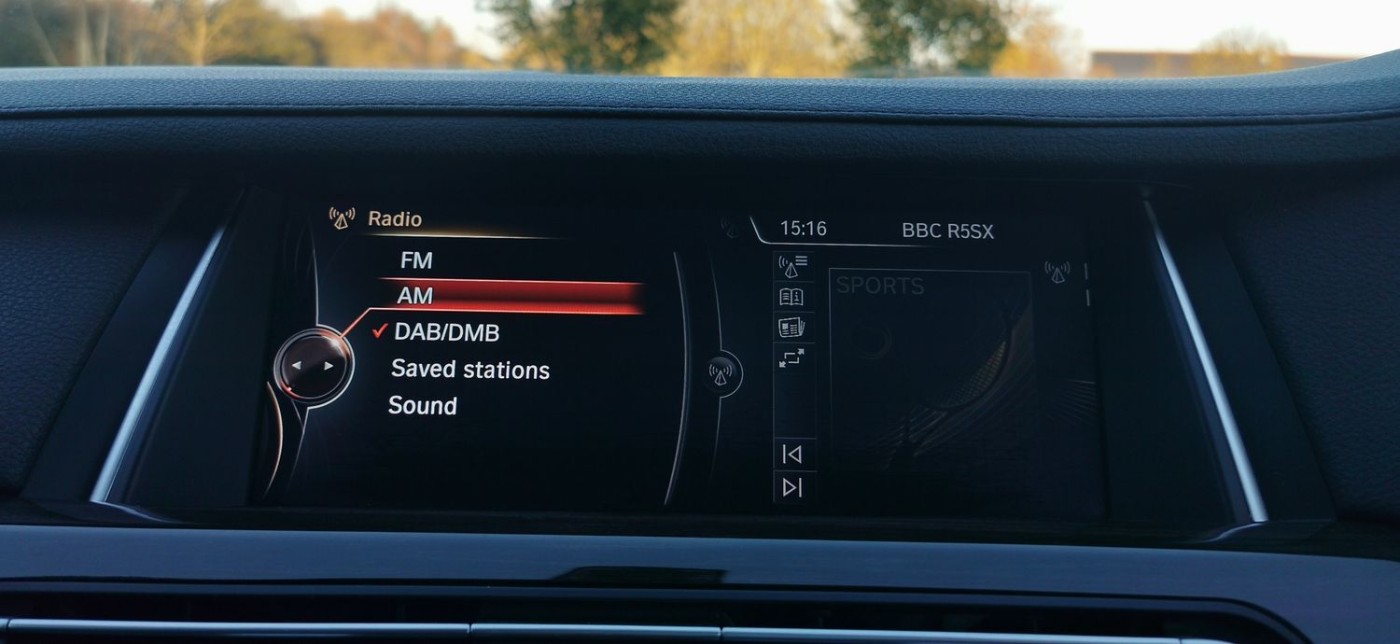 Radio
FM
AM
DAB/DMB
Saved stations
Sound
15:16 BBC R5SX
SPORTS